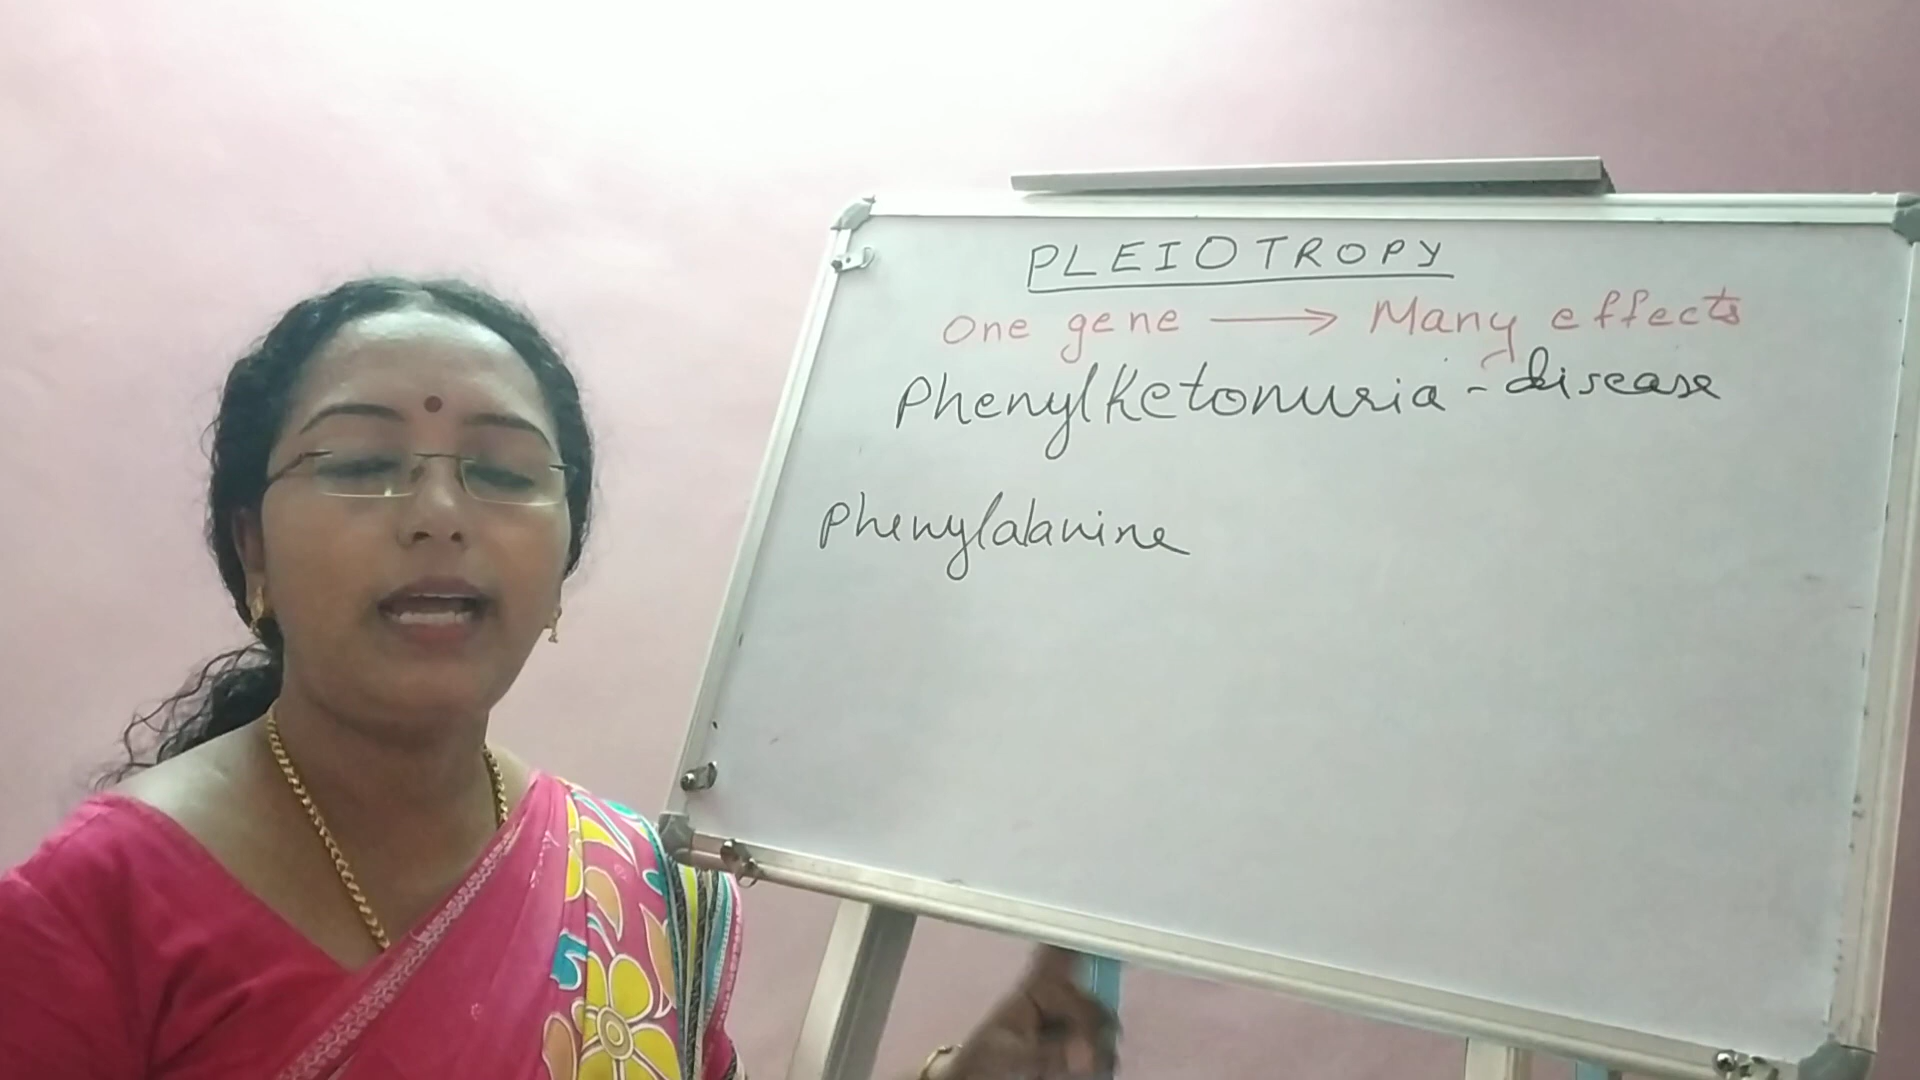 PLEIOTROPY
One gene → Many effects
Phenylketonuria - disease
Phenylalanine